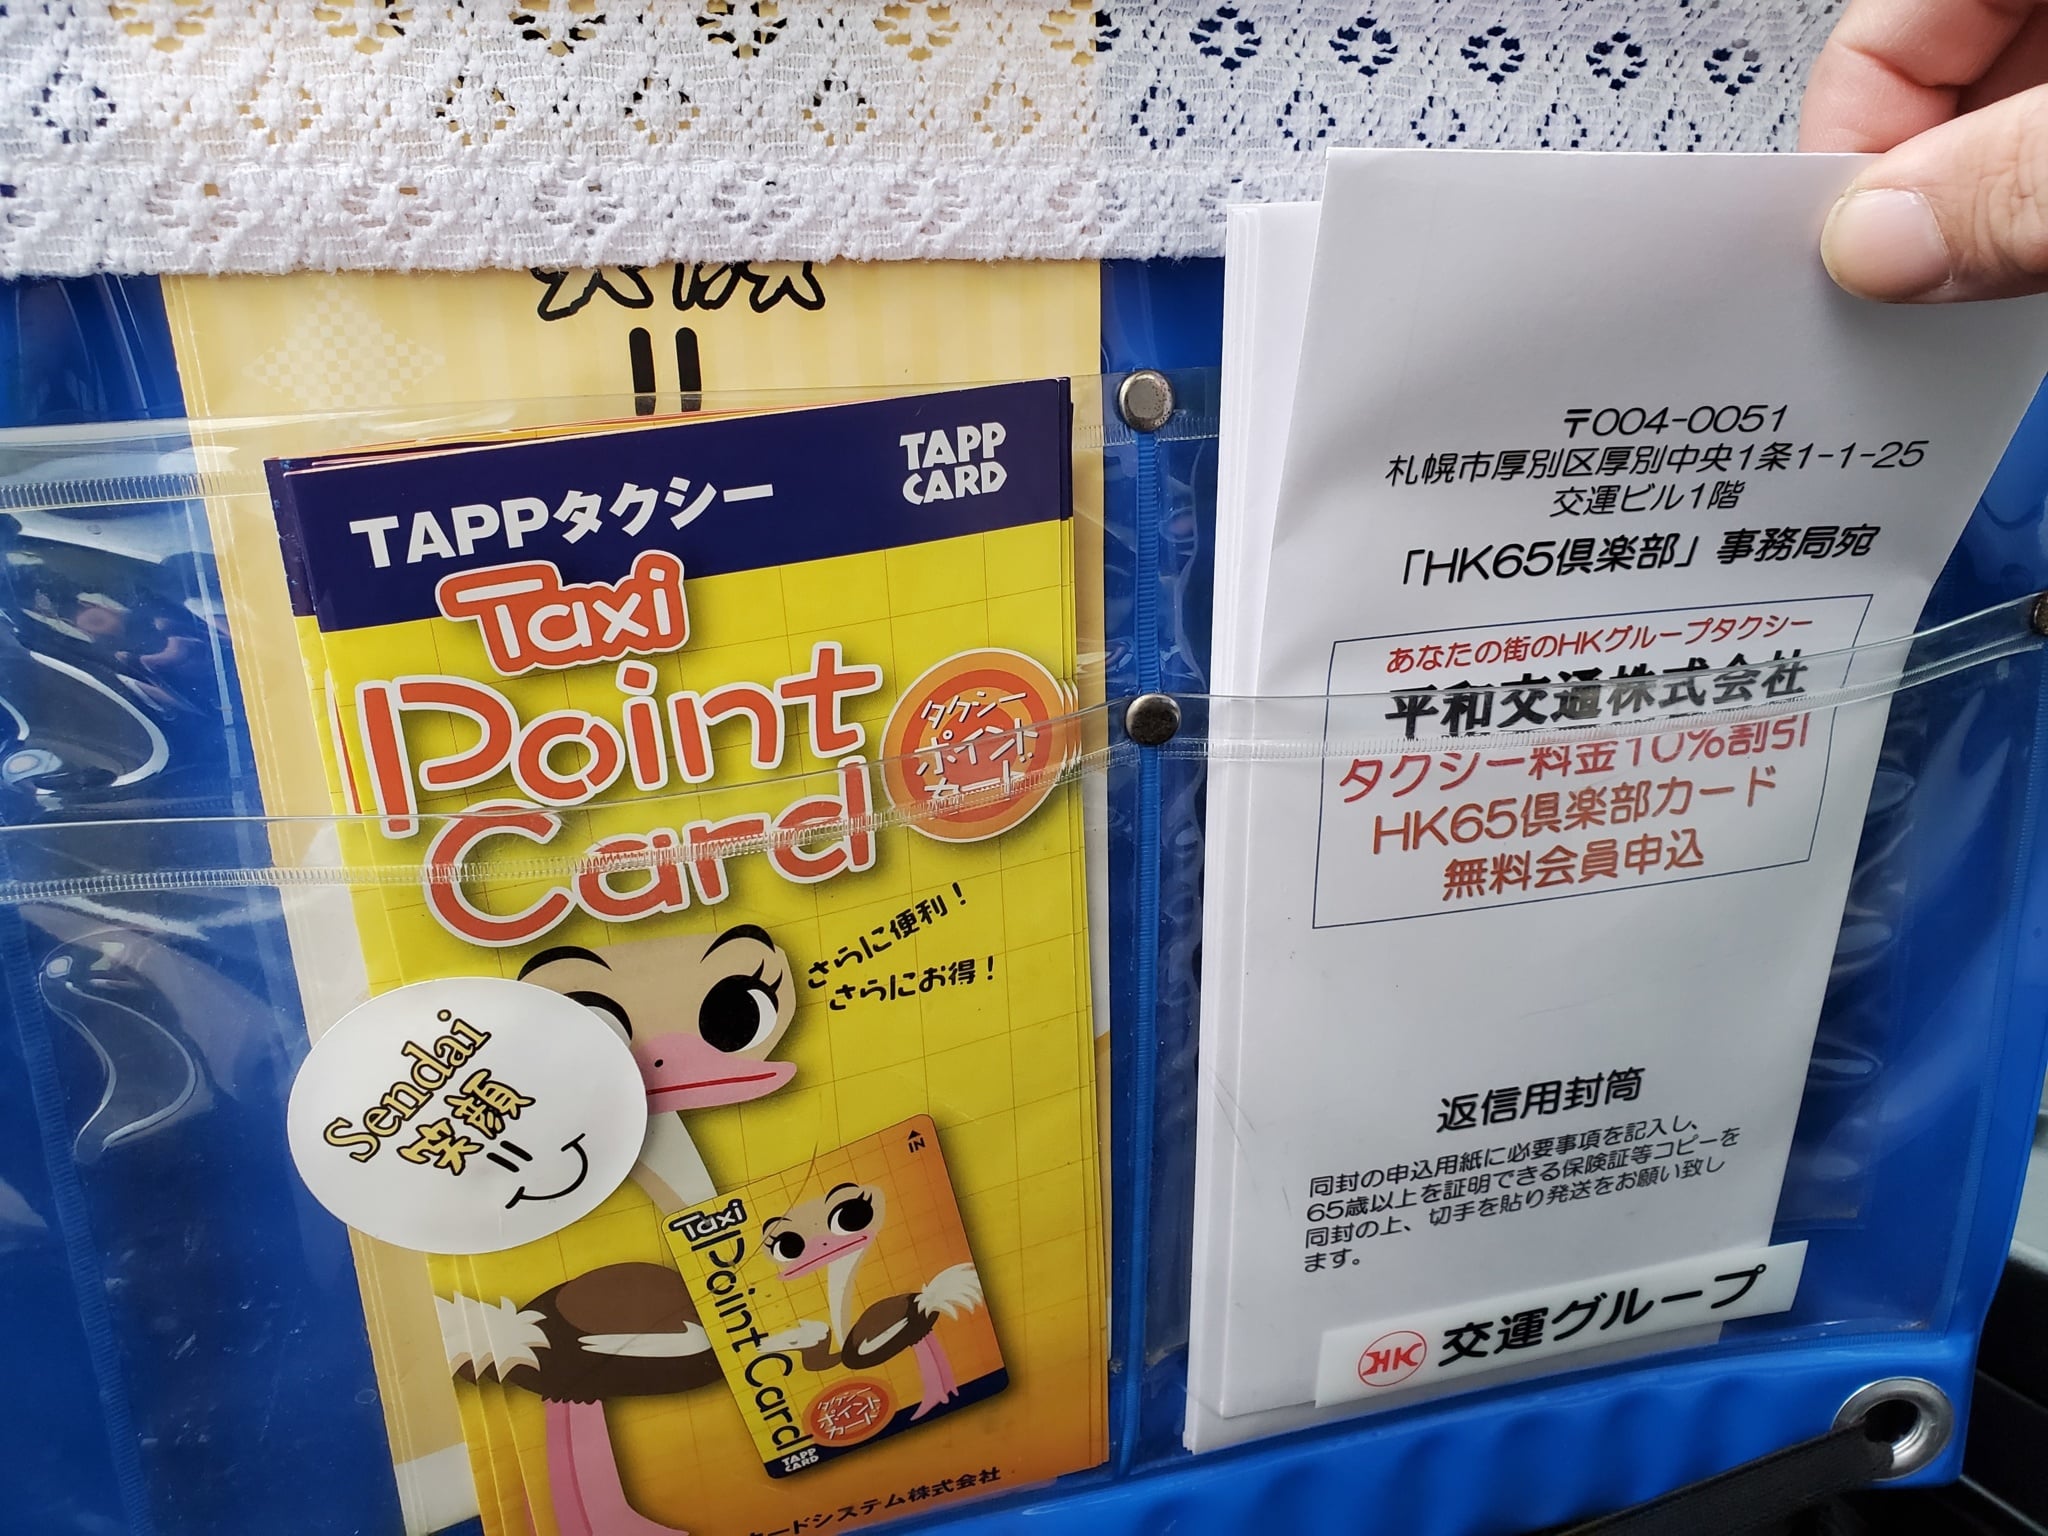 TAPPタクシー
TAPP
CARD
Taxi
Point
Card
タクシー
ポイント
カード
さらに便利！
さらにお得！
Sendai
笑顔
IN
Taxi
Point Card
タクシー
ポイント
カード
TAPP
CARD
カードシステム株式会社
〒004-0051
札幌市厚別区厚別中央1条1-1-25
交運ビル1階
「HK65倶楽部」事務局宛
あなたの街のHKグループタクシー
平和交通株式会社
タクシー料金10%割引
HK65倶楽部カード
無料会員申込
返信用封筒
同封の申込用紙に必要事項を記入し、
65歳以上を証明できる保険証等コピーを
同封の上、切手を貼り発送をお願い致し
ます。
HK 交運グループ